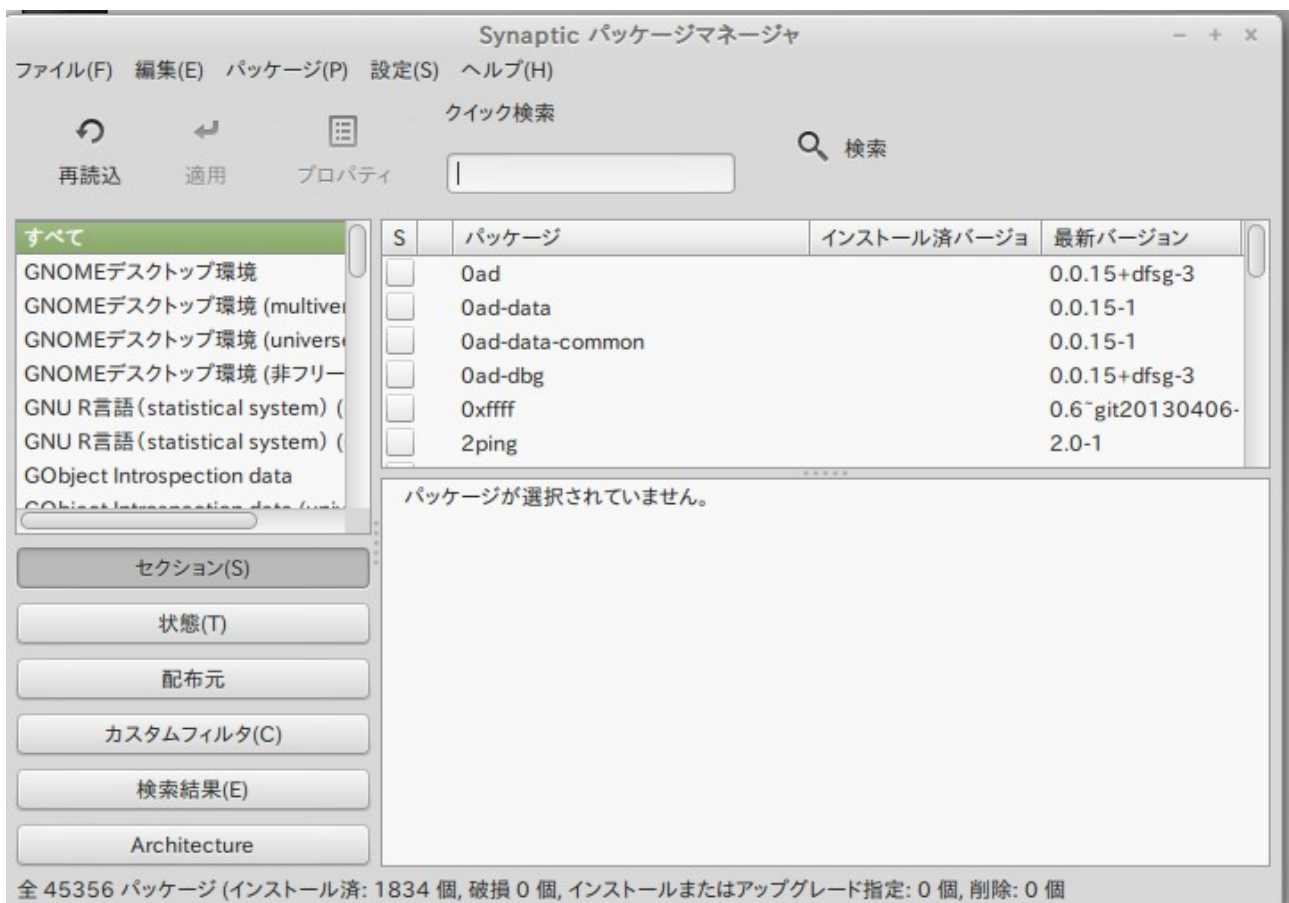 Synaptic パッケージマネージャ
ファイル(F) 編集(E) パッケージ(P) 設定(S) ヘルプ(H)
クイック検索
再読込 適用 プロパティ 検索
すべて
GNOMEデスクトップ環境
GNOMEデスクトップ環境 (multiver
GNOMEデスクトップ環境 (universe
GNOMEデスクトップ環境 (非フリー
GNU R言語(statistical system) (
GNU R言語(statistical system) (
GObject Introspection data
GObject Introspection data (univ
S パッケージ インストール済バージョ 最新バージョン
0ad 0.0.15+dfsg-3
0ad-data 0.0.15-1
0ad-data-common 0.0.15-1
0ad-dbg 0.0.15+dfsg-3
0xffff 0.6~git20130406-
2ping 2.0-1
パッケージが選択されていません。
セクション(S)
状態(T)
配布元
カスタムフィルタ(C)
検索結果(E)
Architecture
全 45356 パッケージ (インストール済: 1834 個, 破損 0 個, インストールまたはアップグレード指定: 0 個, 削除: 0 個